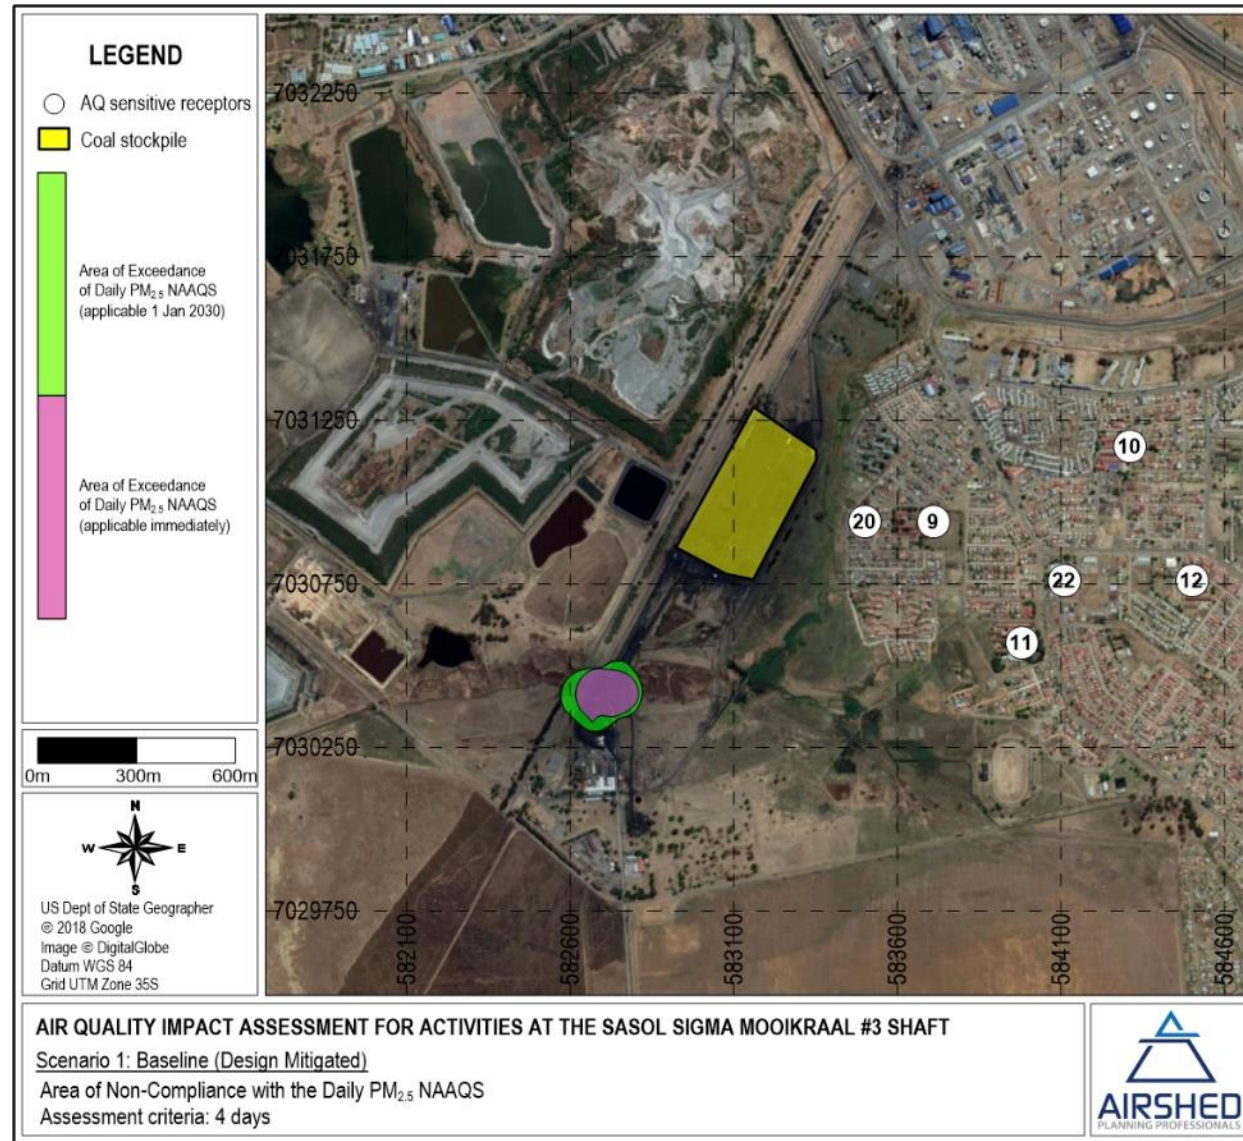 LEGEND
AQ sensitive receptors
Coal stockpile
Area of Exceedance
of Daily PM2.5 NAAQS
(applicable 1 Jan 2030)
Area of Exceedance
of Daily PM2.5 NAAQS
(applicable immediately)
0m 300m 600m
N
W E
S
US Dept of State Geographer
© 2018 Google
Image © DigitalGlobe
Datum WGS 84
Grid UTM Zone 35S
7032250
7031750
7031250
10
20 9
7030750
22 12
11
7030250
7029750
582100
582600
583100
583600
584100
584600
AIR QUALITY IMPACT ASSESSMENT FOR ACTIVITIES AT THE SASOL SIGMA MOOIKRAAL #3 SHAFT
Scenario 1: Baseline (Design Mitigated)
Area of Non-Compliance with the Daily PM2.5 NAAQS
Assessment criteria: 4 days
AIRSHED
PLANNING PROFESSIONALS